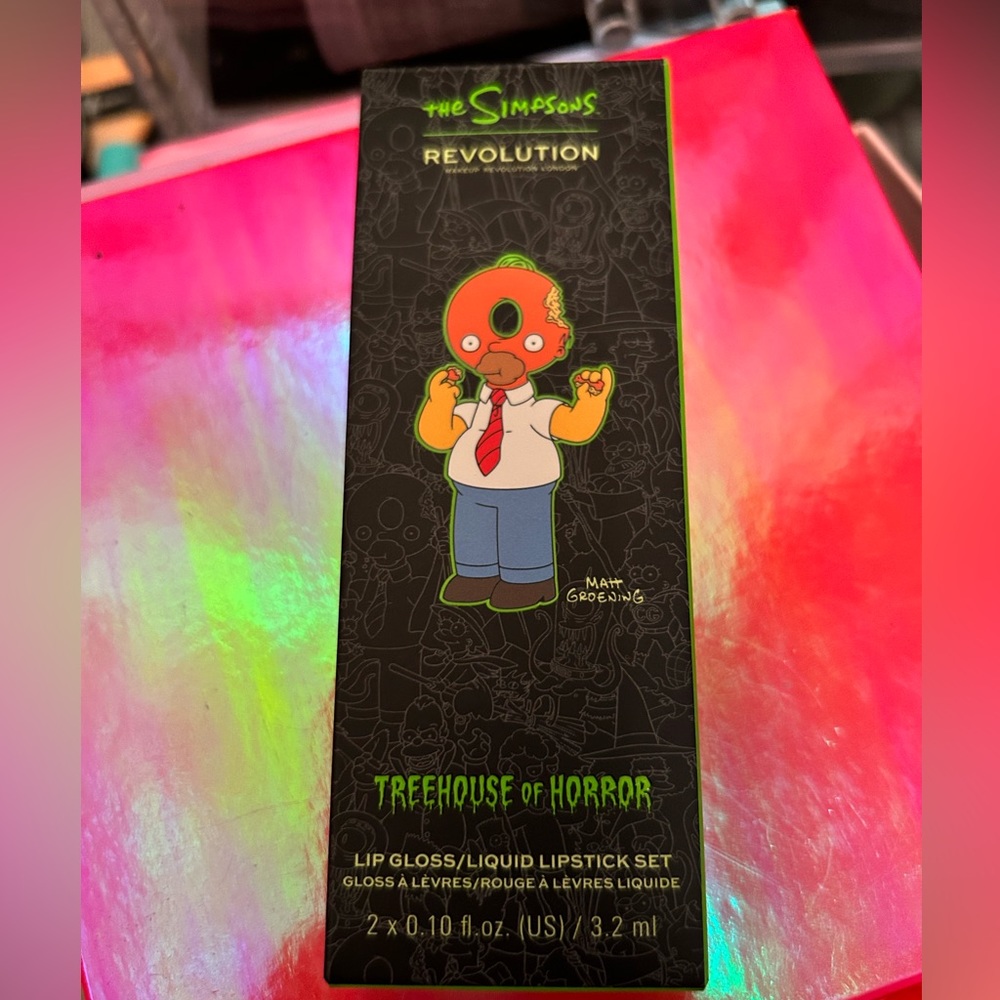 THE SIMPSONS
REVOLUTION
MAKEUP REVOLUTION LONDON
MATT
GROENING
TREEHOUSE OF HORROR
LIP GLOSS/LIQUID LIPSTICK SET
GLOSS À LÈVRES/ROUGE À LÈVRES LIQUIDE
2 x 0.10 fl.oz. (US) / 3.2 ml